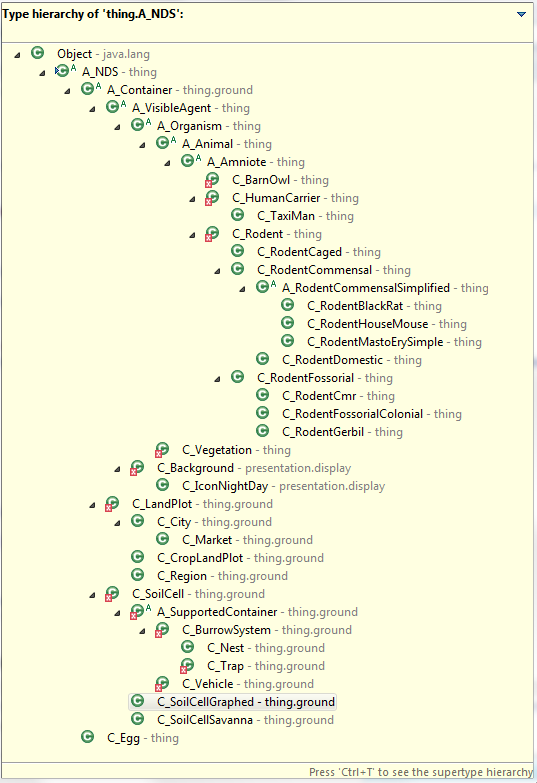 Type hierarchy of 'thing.A_NDS':
Object - java.lang
A_NDS - thing
A_Container - thing.ground
A_VisibleAgent - thing
A_Organism - thing
A_Animal - thing
A_Amniote - thing
C_BarnOwl - thing
C_HumanCarrier - thing
C_TaxiMan - thing
C_Rodent - thing
C_RodentCaged - thing
C_RodentCommensal - thing
A_RodentCommensalSimplified - thing
C_RodentBlackRat - thing
C_RodentHouseMouse - thing
C_RodentMastoErySimple - thing
C_RodentDomestic - thing
C_RodentFossorial - thing
C_RodentCmr - thing
C_RodentFossorialColonial - thing
C_RodentGerbil - thing
C_Vegetation - thing
C_Background - presentation.display
C_IconNightDay - presentation.display
C_LandPlot - thing.ground
C_City - thing.ground
C_Market - thing.ground
C_CropLandPlot - thing.ground
C_Region - thing.ground
C_SoilCell - thing.ground
A_SupportedContainer - thing.ground
C_BurrowSystem - thing.ground
C_Nest - thing.ground
C_Trap - thing.ground
C_Vehicle - thing.ground
C_SoilCellGraphed - thing.ground
C_SoilCellSavanna - thing.ground
C_Egg - thing
Press 'Ctrl+T' to see the supertype hierarchy